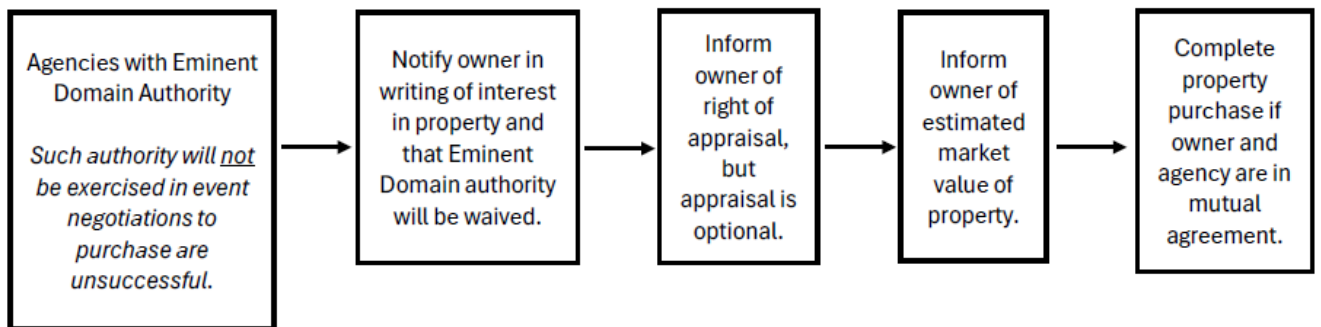 Agencies with Eminent
Domain Authority
Such authority will not
be exercised in event
negotiations to
purchase are
unsuccessful.
Notify owner in
writing of interest
in property and
that Eminent
Domain authority
will be waived.
Inform
owner of
right of
appraisal,
but
appraisal is
optional.
Inform
owner of
estimated
market
value of
property.
Complete
property
purchase if
owner and
agency are in
mutual
agreement.